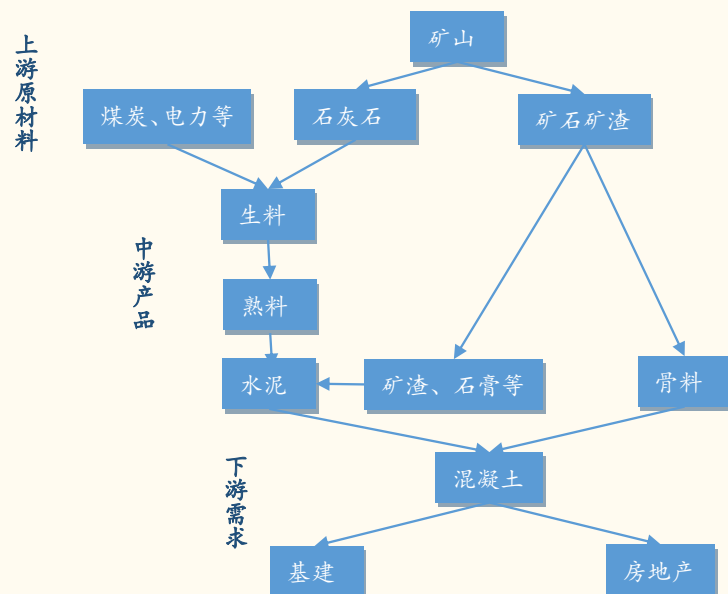 上游原材料
矿山
煤炭、电力等
石灰石
矿石矿渣
生料
中游产品
熟料
水泥
矿渣、石膏等
骨料
下游需求
混凝土
基建
房地产